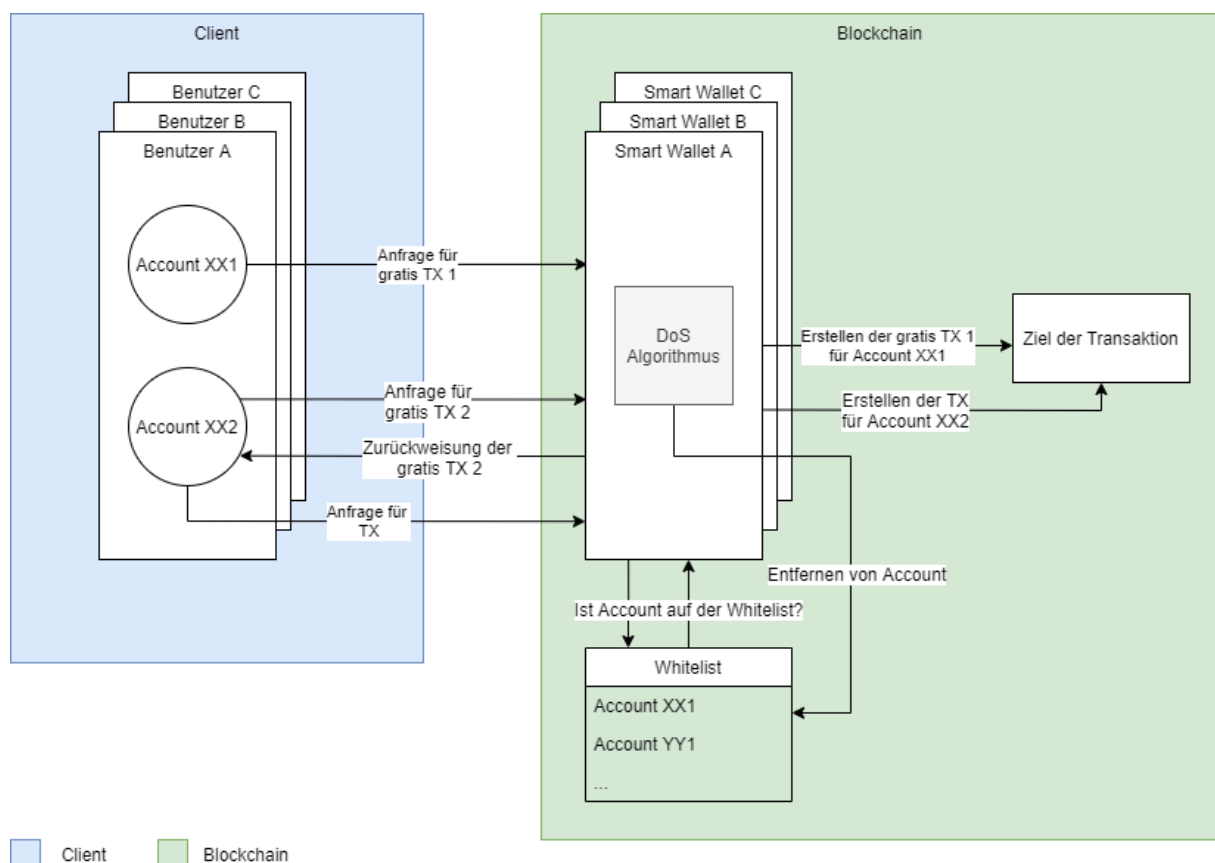 Client
Blockchain
Benutzer C
Benutzer B
Benutzer A
Account XX1
Account XX2
Anfrage für
gratis TX 1
Anfrage für
gratis TX 2
Zurückweisung der
gratis TX 2
Anfrage für
TX
Smart Wallet C
Smart Wallet B
Smart Wallet A
DoS
Algorithmus
Erstellen der gratis TX 1
für Account XX1
Erstellen der TX
für Account XX2
Ziel der Transaktion
Entfernen von Account
Ist Account auf der Whitelist?
Whitelist
Account XX1
Account YY1
...
Client
Blockchain